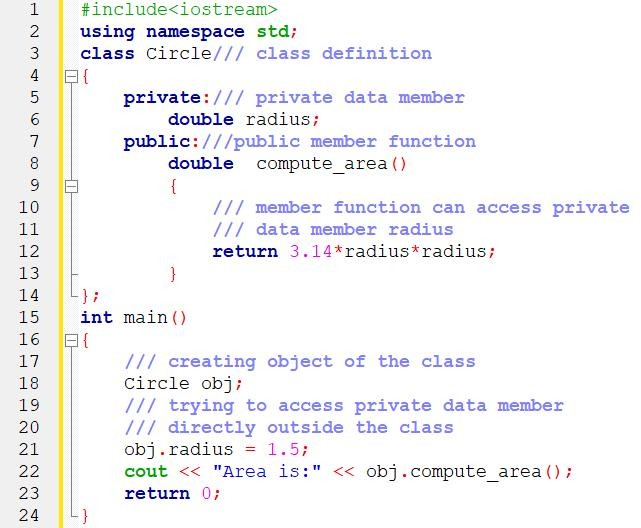 1 #include<iostream>
2 using namespace std;
3 class Circle/// class definition
4 {
5 private:/// private data member
6 double radius;
7 public:///public member function
8 double  compute_area()
9 {
10 /// member function can access private
11 /// data member radius
12 return 3.14*radius*radius;
13 }
14 };
15 int main()
16 {
17 /// creating object of the class
18 Circle obj;
19 /// trying to access private data member
20 /// directly outside the class
21 obj.radius = 1.5;
22 cout << "Area is:" << obj.compute_area();
23 return 0;
24 }